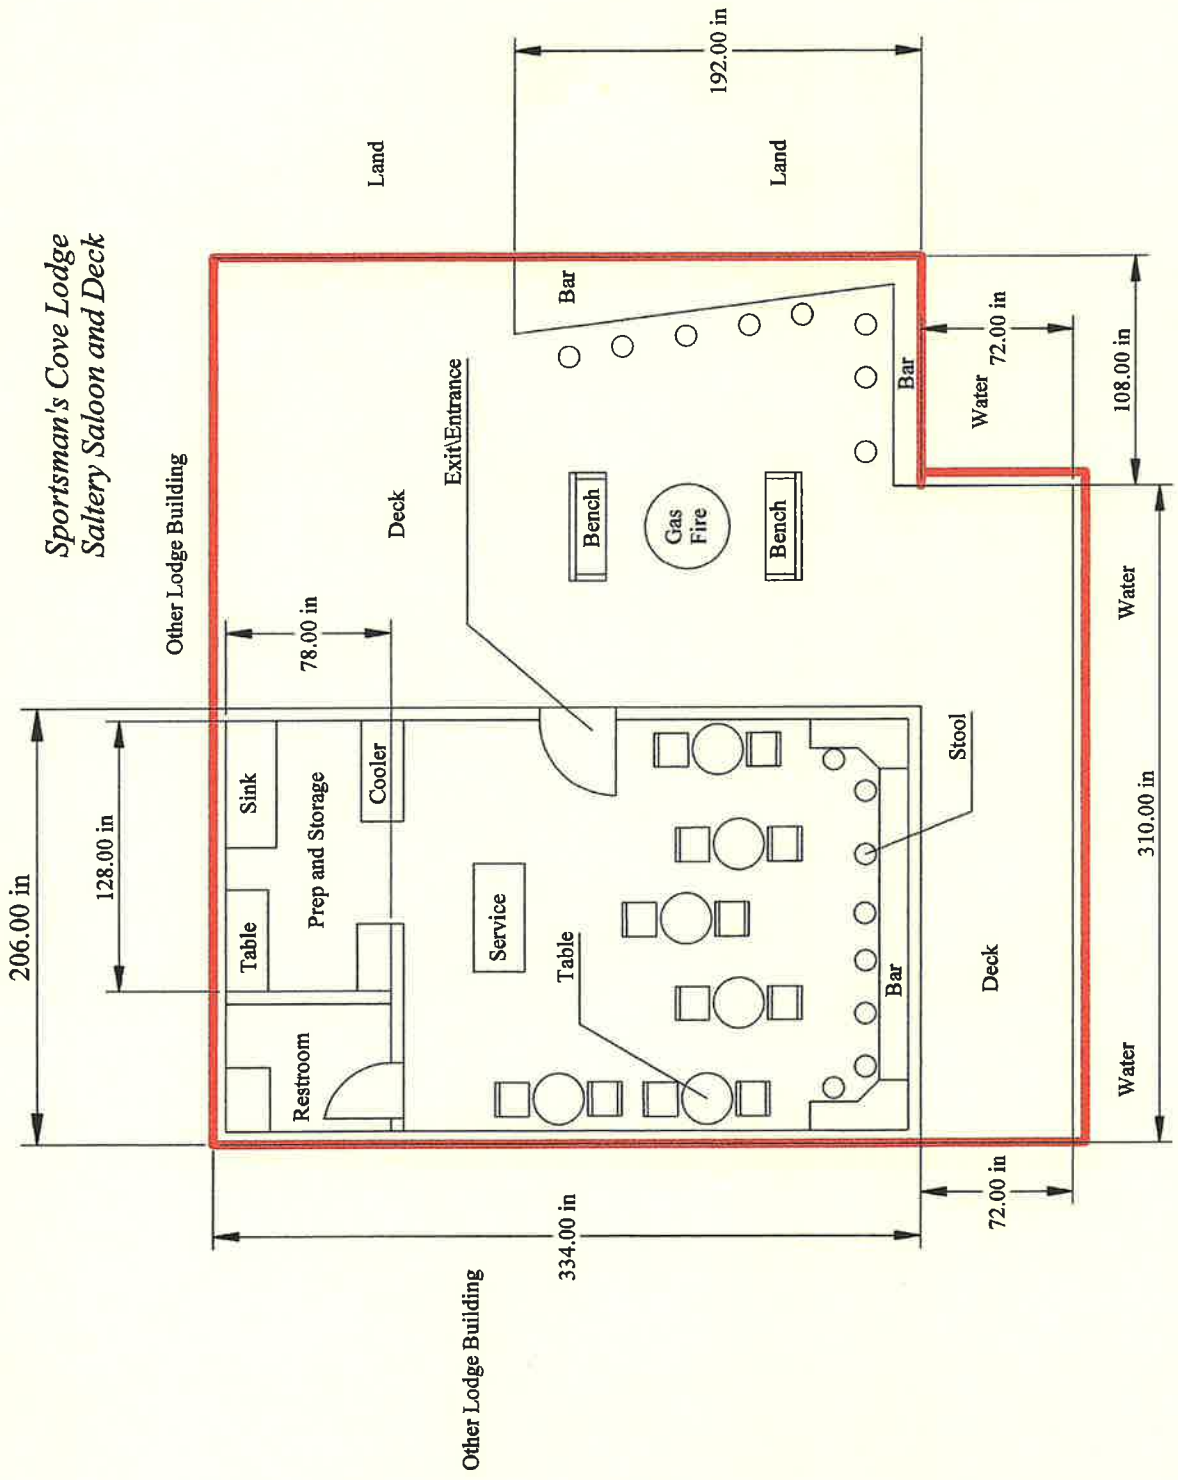 Sportsman's Cove Lodge
Saltery Saloon and Deck
206.00 in
128.00 in
Other Lodge Building
Table
Sink
Restroom
Prep and Storage
78.00 in
Cooler
Land
Deck
Exit\Entrance
Other Lodge Building
Service
334.00 in
Table
Bench
Bar
Gas
Fire
192.00 in
Bench
Land
Bar
Bar
Stool
Water
72.00 in
Deck
72.00 in
Water
Water
108.00 in
310.00 in